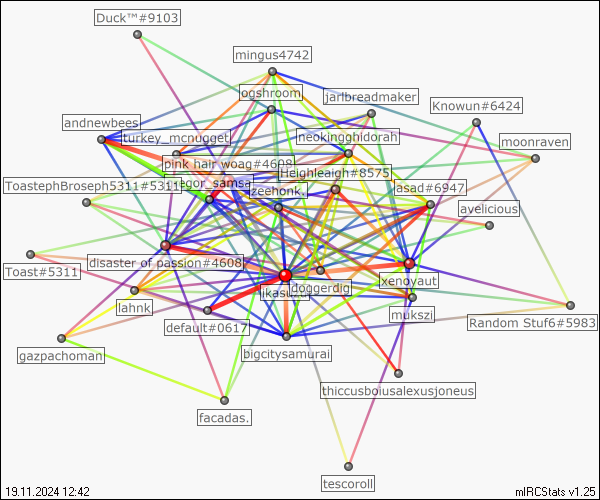 Duck™#9103
mingus4742
ogshroom
jarlbreadmaker
Knowun#6424
andnewbees
turkey_mcnugget
neokingghidorah
moonraven
pink hair woag#4608
Heighleaigh#8575
ToastephBroseph5311#5311
egor_samsa
zeehonk.
asad#6947
avelicious
Toast#5311
disaster of passion#4608
doggerdjg
xenoyaut
lahnk
default#0617
mukszi
Random Stuf6#5983
gazpachoman
bigcitysamurai
thiccusboiusalexusjoneus
facadas.
tescoroll
19.11.2024 12:42
mIRCStats v1.25